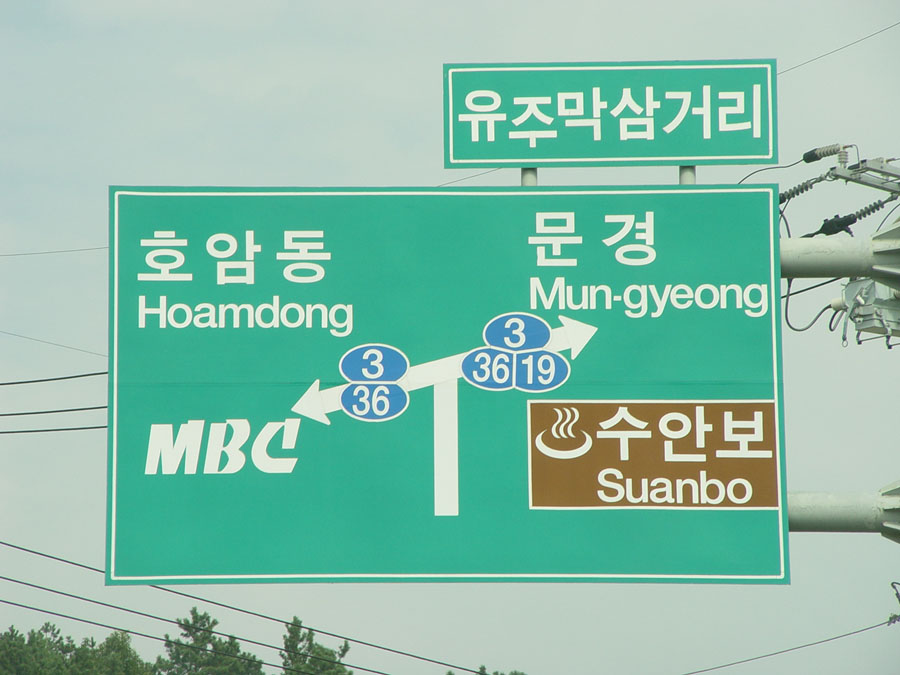 유주막삼거리
호암동
Hoamdong
문경
Mun-gyeong
3
36
3
36 19
MBC
수안보
Suanbo